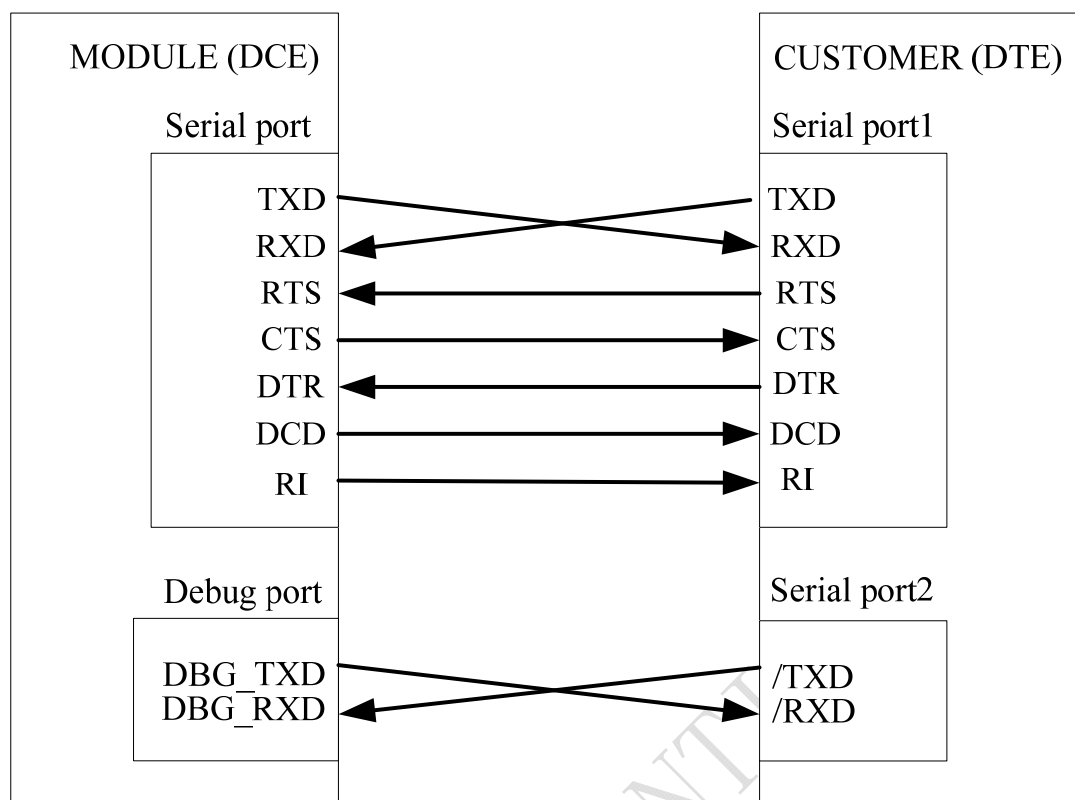 MODULE (DCE)
CUSTOMER (DTE)
Serial port
Serial port1
TXD
TXD
RXD
RXD
RTS
RTS
CTS
CTS
DTR
DTR
DCD
DCD
RI
RI
Debug port
Serial port2
DBG_TXD
/TXD
DBG_RXD
/RXD